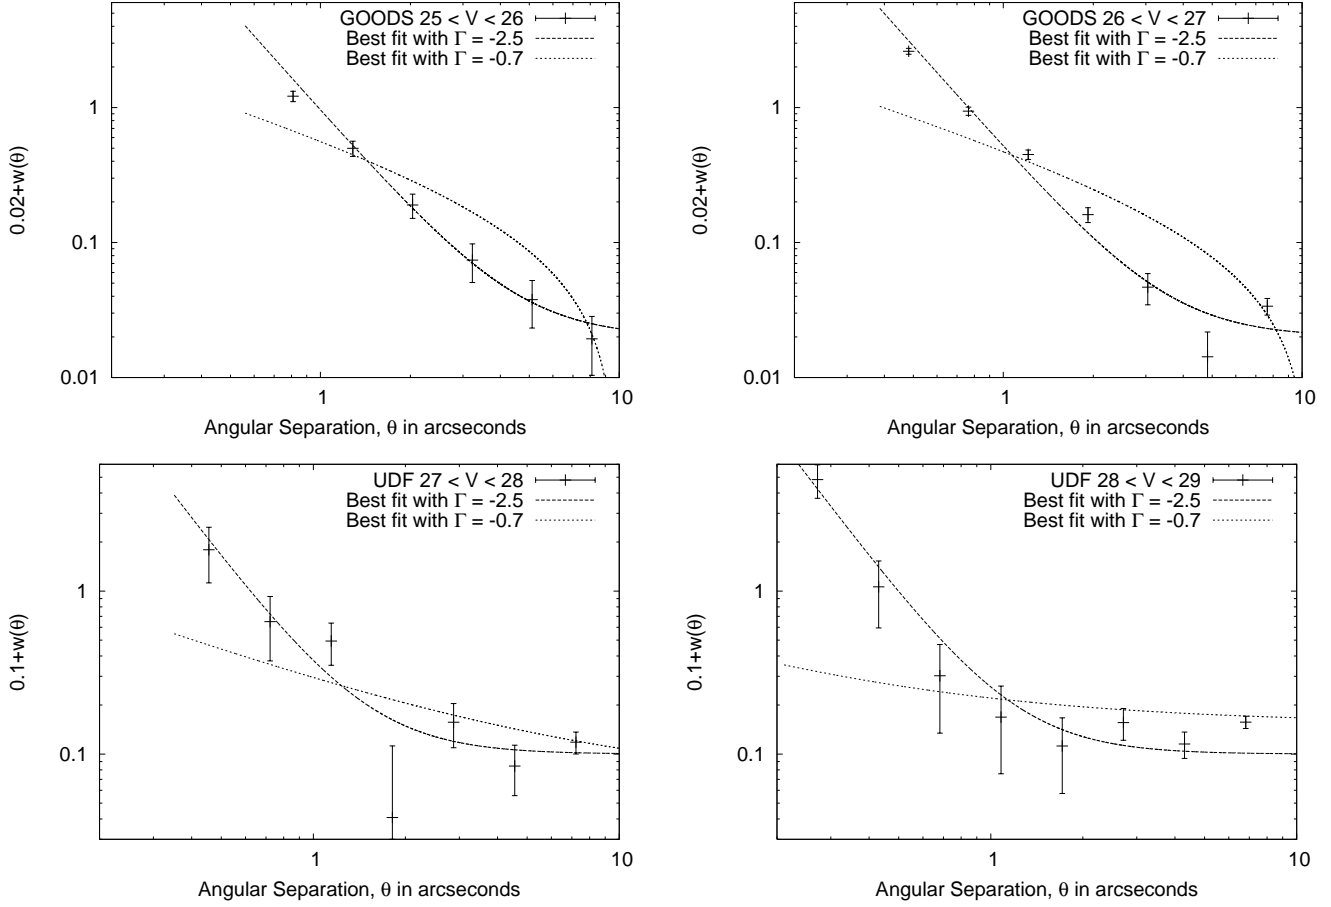 GOODS 25 < V < 26
Best fit with Γ = -2.5
Best fit with Γ = -0.7
1
0.1
0.01
0.02+w(θ)
1
10
Angular Separation, θ in arcseconds
GOODS 26 < V < 27
Best fit with Γ = -2.5
Best fit with Γ = -0.7
1
0.1
0.01
0.02+w(θ)
1
10
Angular Separation, θ in arcseconds
UDF 27 < V < 28
Best fit with Γ = -2.5
Best fit with Γ = -0.7
1
0.1
0.1+w(θ)
1
10
Angular Separation, θ in arcseconds
UDF 28 < V < 29
Best fit with Γ = -2.5
Best fit with Γ = -0.7
1
0.1
0.1+w(θ)
1
10
Angular Separation, θ in arcseconds